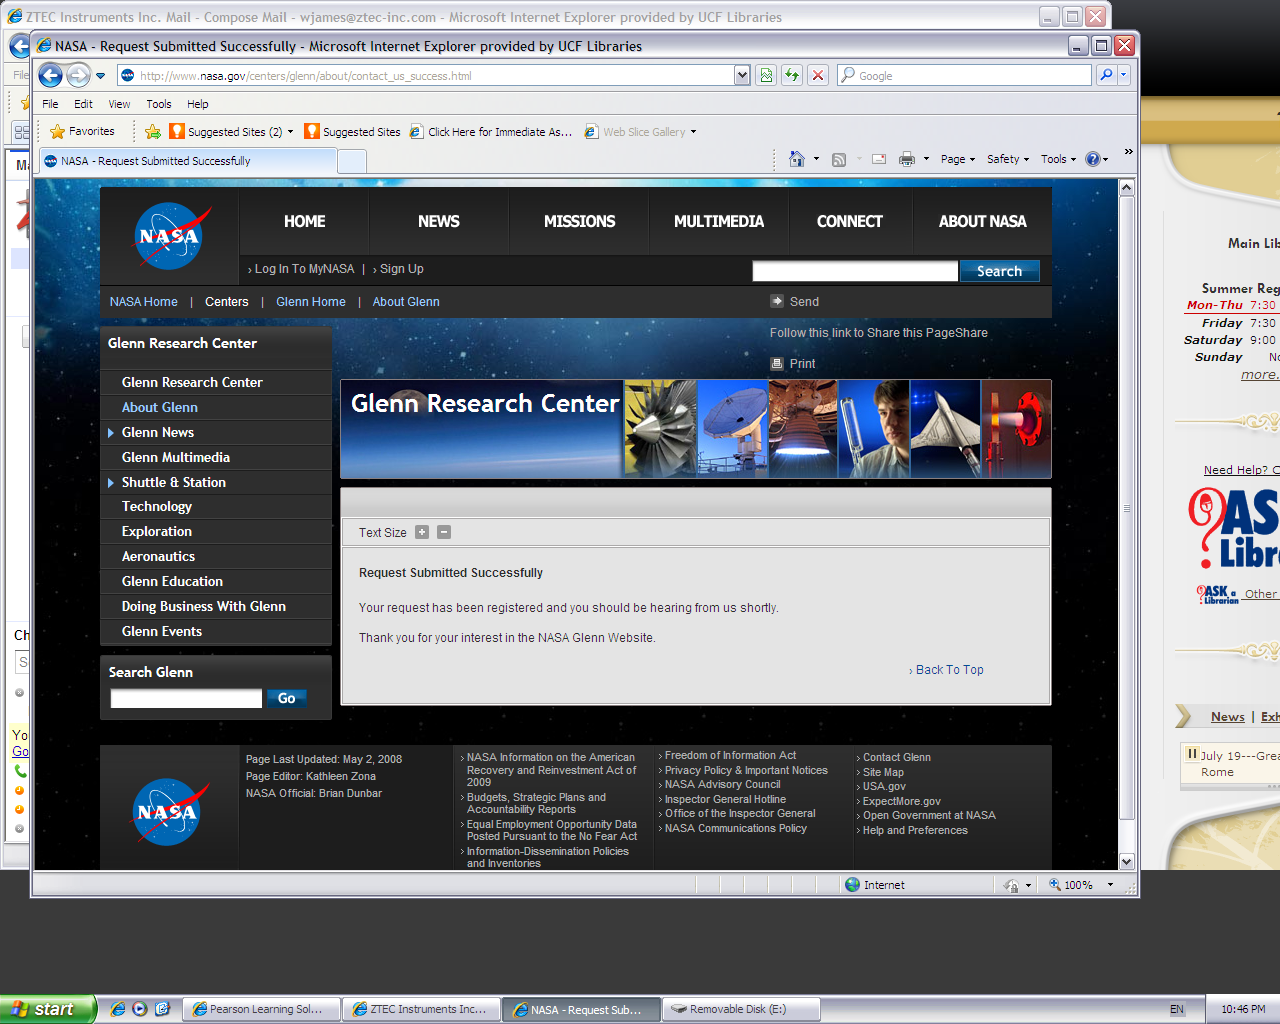 ZTEC Instruments Inc. Mail - Compose Mail - wjames@ztec-inc.com - Microsoft Internet Explorer provided by UCF Libraries
NASA - Request Submitted Successfully - Microsoft Internet Explorer provided by UCF Libraries
http://www.nasa.gov/centers/glenn/about/contact_us_success.html
Google
File Edit View Tools Help
Favorites
Suggested Sites (2)
Suggested Sites
Click Here for Immediate As...
Web Slice Gallery
NASA - Request Submitted Successfully
Page Safety Tools
»
NASA
HOME NEWS MISSIONS MULTIMEDIA CONNECT ABOUT NASA
› Log In To MyNASA | › Sign Up
Search
NASA Home | Centers | Glenn Home | About Glenn
Send
Follow this link to Share this PageShare
Print
Glenn Research Center
Glenn Research Center
About Glenn
Glenn News
Glenn Multimedia
Shuttle & Station
Technology
Exploration
Aeronautics
Glenn Education
Doing Business With Glenn
Glenn Events
Search Glenn
Go
Glenn Research Center
Text Size + −
Request Submitted Successfully
Your request has been registered and you should be hearing from us shortly.
Thank you for your interest in the NASA Glenn Website.
› Back To Top
NASA
Page Last Updated: May 2, 2008
Page Editor: Kathleen Zona
NASA Official: Brian Dunbar
› NASA Information on the American
Recovery and Reinvestment Act of
2009
› Budgets, Strategic Plans and
Accountability Reports
› Equal Employment Opportunity Data
Posted Pursuant to the No Fear Act
› Information-Dissemination Policies
and Inventories
› Freedom of Information Act
› Privacy Policy & Important Notices
› NASA Advisory Council
› Inspector General Hotline
› Office of the Inspector General
› NASA Communications Policy
› Contact Glenn
› Site Map
› USA.gov
› ExpectMore.gov
› Open Government at NASA
› Help and Preferences
Internet
100%
Main Lib
Summer Reg
Mon-Thu 7:30
Friday 7:30
Saturday 9:00
Sunday No
more.
Need Help? C
AS
Libr
ASK a
Librarian
Other
News | Exh
July 19---Grea
Rome
File
Ch
Yo
Go
start
Pearson Learning Sol...
ZTEC Instruments Inc...
NASA - Request Sub...
Removable Disk (E:)
EN
10:46 PM